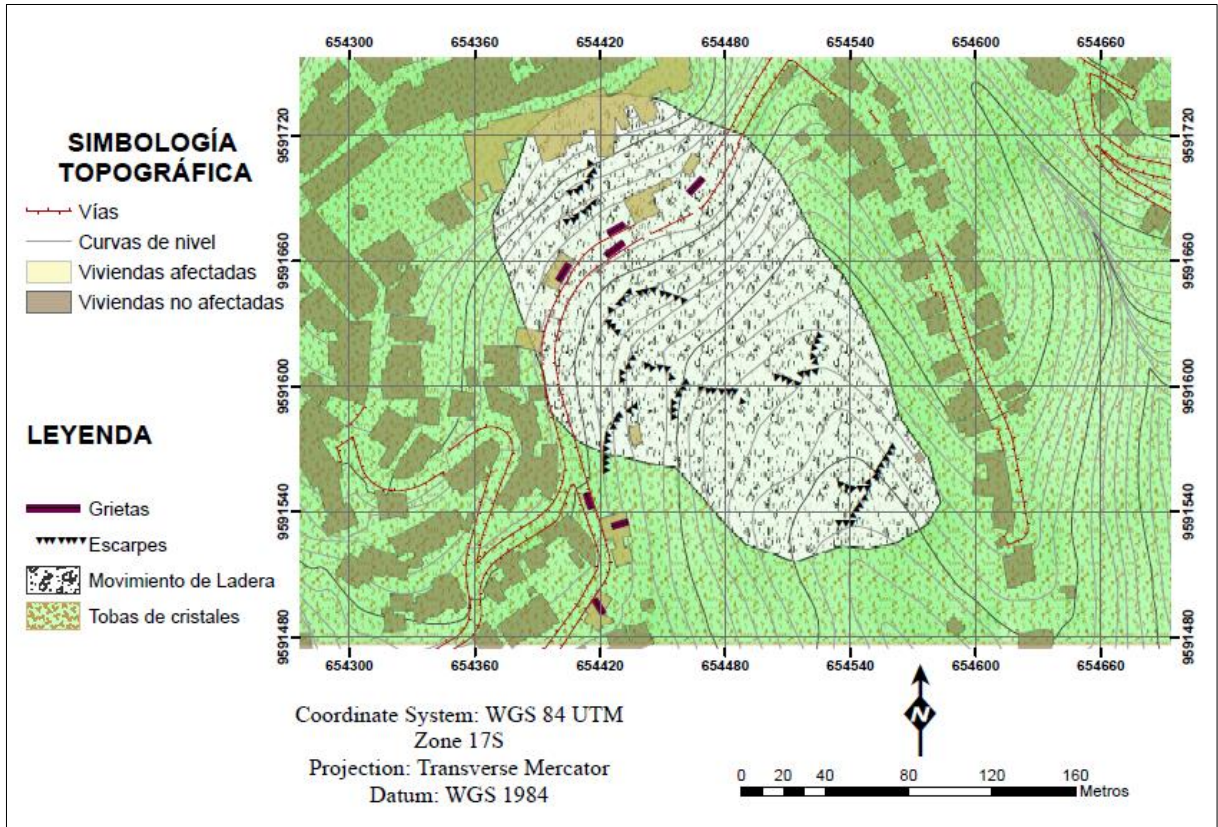 654300 654360 654420 654480 654540 654600 654660
9591720 9591720
SIMBOLOGÍA
TOPOGRÁFICA
Vías
Curvas de nivel
Viviendas afectadas
Viviendas no afectadas
9591660 9591660
9591600 9591600
LEYENDA
Grietas
Escarpes
Movimiento de Ladera
Tobas de cristales
9591540 9591540
9591480 9591480
654300 654360 654420 654480 654540 654600 654660
N
Coordinate System: WGS 84 UTM
Zone 17S
Projection: Transverse Mercator
Datum: WGS 1984
0 20 40 80 120 160
Metros